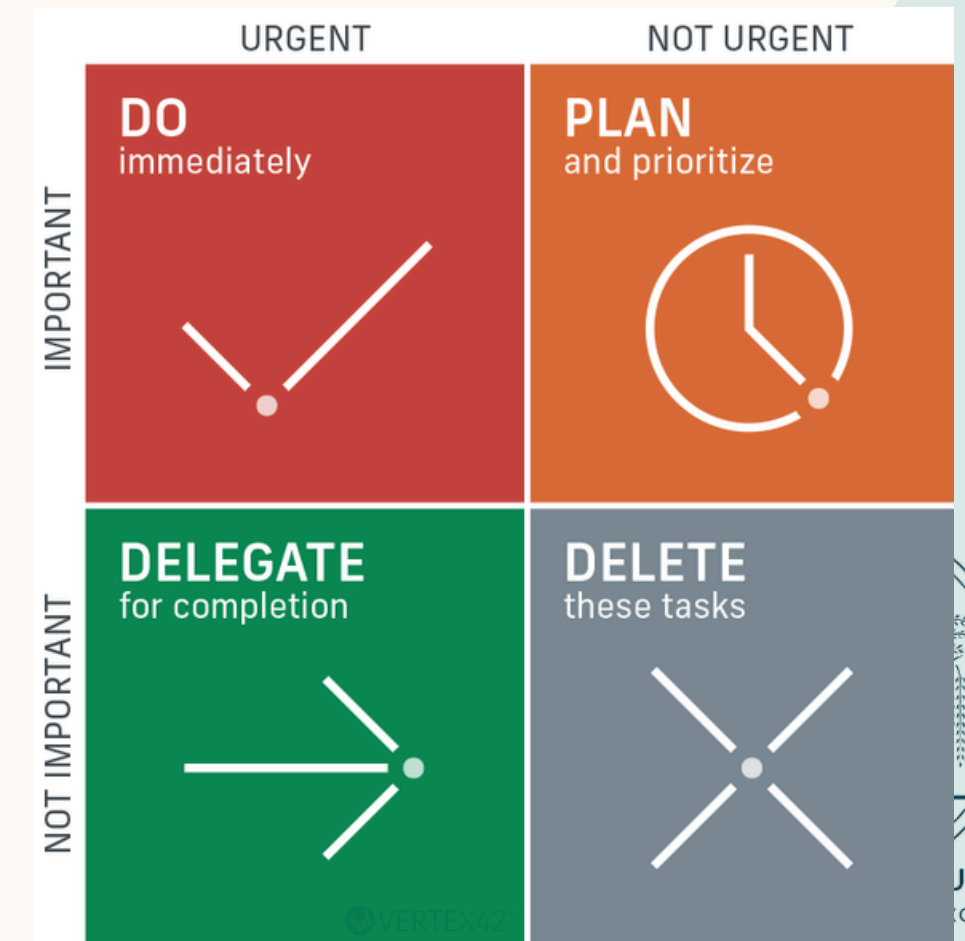 URGENT
NOT URGENT
IMPORTANT
DO
immediately
PLAN
and prioritize
NOT IMPORTANT
DELEGATE
for completion
DELETE
these tasks
VERTEX42